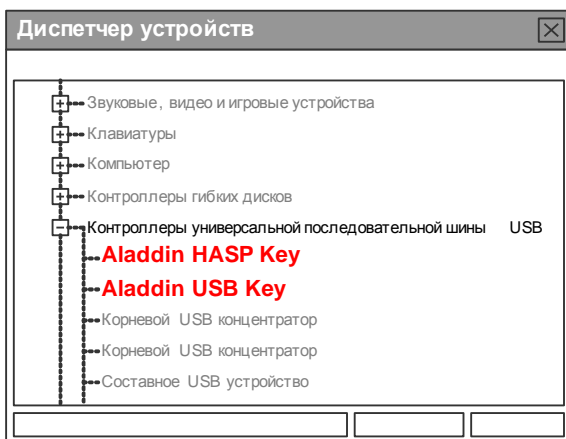 Диспетчер устройств
Звуковые, видео и игровые устройства
Клавиатуры
Компьютер
Контроллеры гибких дисков
Контроллеры универсальной последовательной шины USB
Aladdin HASP Key
Aladdin USB Key
Корневой USB концентратор
Корневой USB концентратор
Составное USB устройство